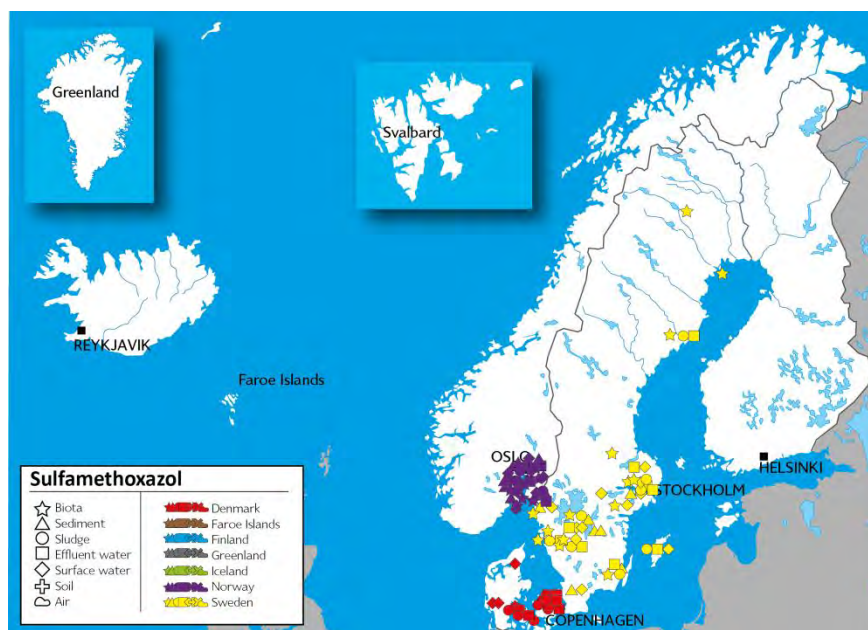 Greenland
Svalbard
REYKJAVIK
Faroe Islands
OSLO
HELSINKI
STOCKHOLM
COPENHAGEN
Sulfamethoxazol
Biota
Sediment
Sludge
Effluent water
Surface water
Soil
Air
Denmark
Faroe Islands
Finland
Greenland
Iceland
Norway
Sweden